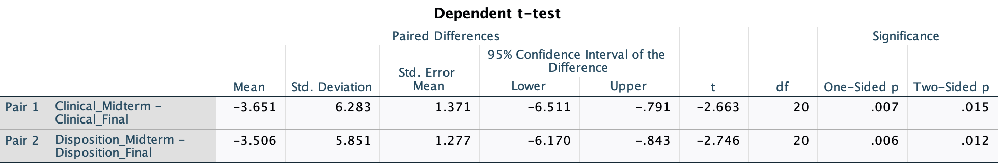 Dependent t-test
Paired Differences
Significance
95% Confidence Interval of the
Difference
Mean Std. Deviation Std. Error
Mean Lower Upper t df One-Sided p Two-Sided p
Pair 1 Clinical_Midterm - -3.651 6.283 1.371 -6.511 -.791 -2.663 20 .007 .015
Clinical_Final
Pair 2 Disposition_Midterm - -3.506 5.851 1.277 -6.170 -.843 -2.746 20 .006 .012
Disposition_Final